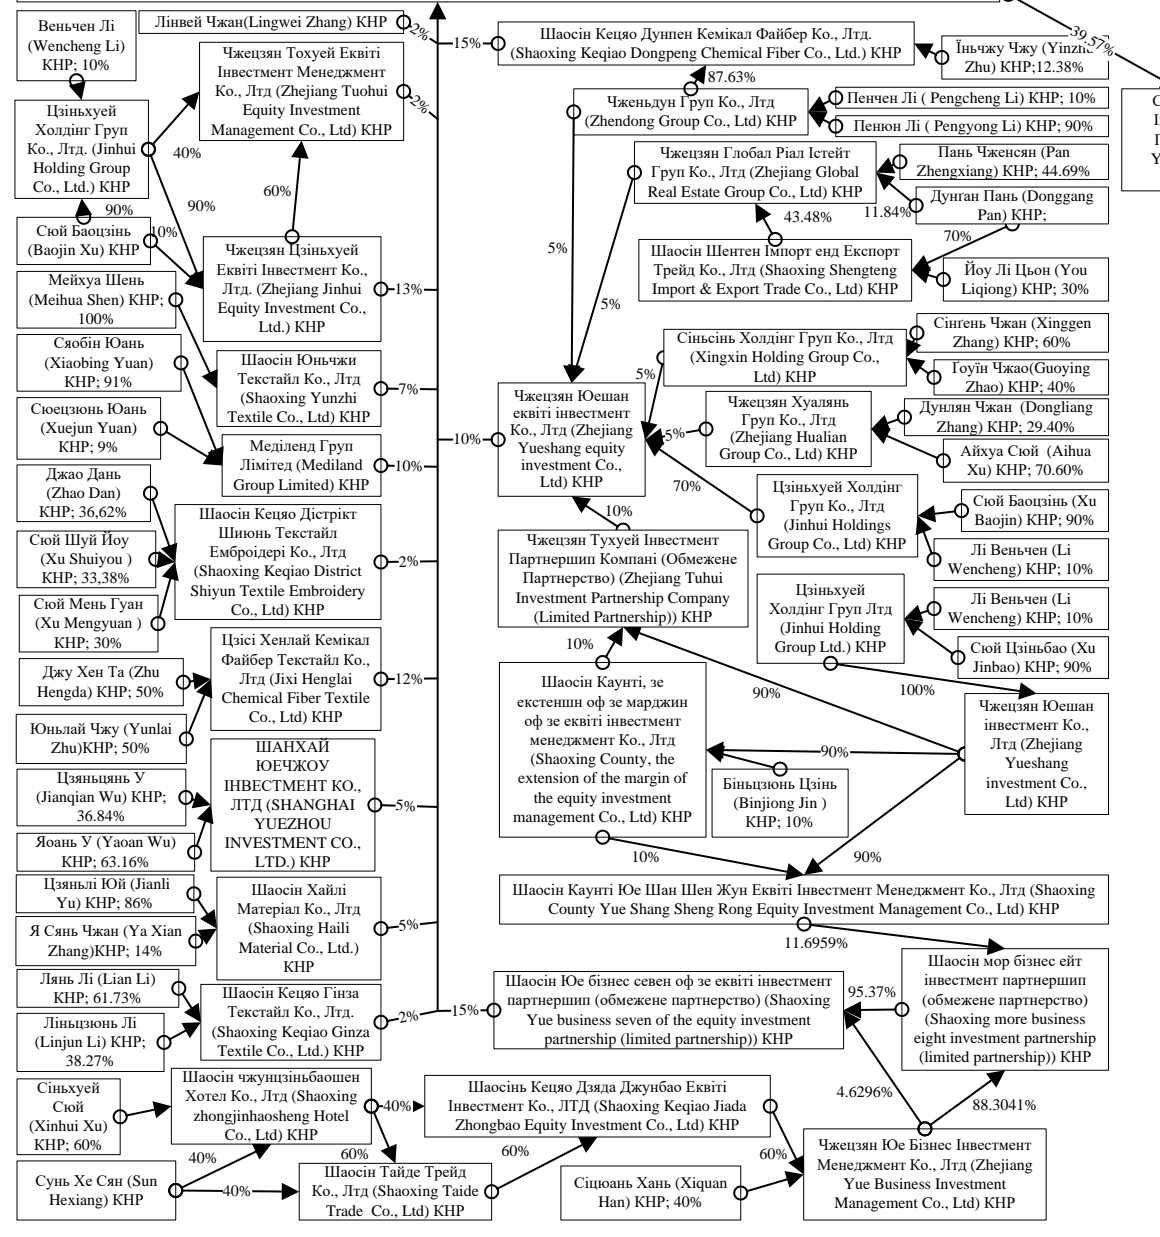 Веньчен Лі
(Wencheng Li)
КНР; 10%
Лінвей Чжан(Lingwei Zhang) КНР
2%
Чжецзян Тохуей Еквіті
Інвестмент Менеджмент
Ко., Лтд (Zhejiang Tuohui
Equity Investment
Management Co., Ltd) КНР
2%
Цзіньхуей
Холдінг Груп
Ко., Лтд. (Jinhui
Holding Group
Co., Ltd.) КНР
40%
90%
60%
90%
Сюй Баоцзінь
(Baojin Xu) КНР
10%
Чжецзян Цзіньхуей
Еквіті Інвестмент Ко.,
Лтд. (Zhejiang Jinhui
Equity Investment Co.,
Ltd.) КНР
13%
Мейхуа Шень
(Meihua Shen) КНР;
100%
Сяобін Юань
(Xiaobing Yuan)
КНР; 91%
Шаосін Юньчжи
Текстайл Ко., Лтд
(Shaoxing Yunzhi
Textile Co., Ltd) КНР
7%
Сюецзюнь Юань
(Xuejun Yuan)
КНР; 9%
Меділенд Груп
Лімітед (Mediland
Group Limited) КНР
10%
Джао Дань
(Zhao Dan)
КНР; 36,62%
Сюй Шуй Йоу
(Xu Shuiyou )
КНР; 33,38%
Сюй Мень Гуан
(Xu Mengyuan )
КНР; 30%
Шаосін Кецяо Дістрікт
Шиюнь Текстайл
Емброідері Ко., Лтд
(Shaoxing Keqiao District
Shiyun Textile Embroidery
Co., Ltd) КНР
2%
Джу Хен Та (Zhu
Hengda) КНР; 50%
Юньлай Чжу (Yunlai
Zhu)КНР; 50%
Цзісі Хенлай Кемікал
Файбер Текстайл Ко.,
Лтд (Jixi Henglai
Chemical Fiber Textile
Co., Ltd) КНР
12%
Цзяньцянь У
(Jianqian Wu) КНР;
36.84%
Яоань У (Yaoan Wu)
КНР; 63.16%
ШАНХАЙ
ЮЕЧЖОУ
ІНВЕСТМЕНТ КО.,
ЛТД (SHANGHAI
YUEZHOU
INVESTMENT CO.,
LTD.) КНР
5%
Цзяньлі Юй (Jianli
Yu) КНР; 86%
Я Сянь Чжан (Ya Xian
Zhang)КНР; 14%
Шаосін Хайлі
Матеріал Ко., Лтд
(Shaoxing Haili
Material Co., Ltd.)
КНР
5%
Лянь Лі (Lian Li)
КНР; 61.73%
Ліньцзюнь Лі
(Linjun Li) КНР;
38.27%
Шаосін Кецяо Гінза
Текстайл Ко., Лтд.
(Shaoxing Keqiao Ginza
Textile Co., Ltd.) КНР
2%
Сіньхуей
Сюй
(Xinhui Xu)
КНР; 60%
Шаосін чжунцзіньбаошен
Хотел Ко., Лтд (Shaoxing
zhongjinhaosheng Hotel
Co., Ltd) КНР
40%
Сунь Хе Сян (Sun
Hexiang) КНР
40%
40%
60%
Шаосін Тайде Трейд
Ко., Лтд (Shaoxing Taide
Trade Co., Ltd) КНР
60%
Шаосінь Кецяо Дзяда Джунбао Еквіті
Інвестмент Ко., ЛТД (Shaoxing Keqiao Jiada
Zhongbao Equity Investment Co., Ltd) КНР
60%
Сіцюань Хань (Xiquan
Han) КНР; 40%
Чжецзян Юе Бізнес Інвестмент
Менеджмент Ко., Лтд (Zhejiang
Yue Business Investment
Management Co., Ltd) КНР
4.6296%
88.3041%
15%
Шаосін Кецяо Дунпен Кемікал Файбер Ко., Лтд.
(Shaoxing Keqiao Dongpeng Chemical Fiber Co., Ltd.) КНР
39.57%
Zhu) КНР;12.38%
87.63%
Чженьдун Груп Ко., Лтд
(Zhendong Group Co., Ltd) КНР
Пенчен Лі ( Pengcheng Li) КНР; 10%
Пенюн Лі ( Pengyong Li) КНР; 90%
Чжецзян Глобал Ріал Істейт
Груп Ко., Лтд (Zhejiang Global
Real Estate Group Co., Ltd) КНР
Пань Чженсян (Pan
Zhengxiang) КНР; 44.69%
11.84%
Дунган Пань (Donggang
Pan) КНР;
43.48%
70%
5%
5%
Шаосін Шентен Імпорт енд Експорт
Трейд Ко., Лтд (Shaoxing Shengteng
Import & Export Trade Co., Ltd) КНР
Йоу Лі Цьон (You
Liqiong) КНР; 30%
Сіньсінь Холдінг Груп Ко., Лтд
(Xingxin Holding Group Co.,
Ltd) КНР
Сінгень Чжан (Xinggen
Zhang) КНР; 60%
Гоуїн Чжао(Guoying
Zhao) КНР; 40%
5%
10%
Чжецзян Юешан
еквіті інвестмент
Ко., Лтд (Zhejiang
Yueshang equity
investment Co.,
Ltd) КНР
5%
Чжецзян Хуалянь
Груп Ко., Лтд
(Zhejiang Hualian
Group Co., Ltd) КНР
Дунлян Чжан (Dongliang
Zhang) КНР; 29.40%
Айхуа Сюй (Aihua
Xu) КНР; 70.60%
70%
Цзіньхуей Холдінг
Груп Ко., Лтд
(Jinhui Holdings
Group Co., Ltd) КНР
Сюй Баоцзінь (Xu
Baojin) КНР; 90%
Лі Веньчен (Li
Wencheng) КНР; 10%
10%
Чжецзян Тухуей Інвестмент
Партнершип Компані (Обмежене
Партнерство) (Zhejiang Tuhui
Investment Partnership Company
(Limited Partnership)) КНР
Цзіньхуей
Холдінг Груп Лтд
(Jinhui Holding
Group Ltd.) КНР
Лі Веньчен (Li
Wencheng) КНР; 10%
Сюй Цзіньбао (Xu
Jinbao) КНР; 90%
10%
90%
100%
Шаосін Каунті, зе
екстеншн оф зе марджин
оф зе еквіті інвестмент
менеджмент Ко., Лтд
(Shaoxing County, the
extension of the margin of
the equity investment
management Co., Ltd) КНР
90%
Біньцзюнь Цзінь
(Binjiong Jin )
КНР; 10%
Чжецзян Юешан
інвестмент Ко.,
Лтд (Zhejiang
Yueshang
investment Co.,
Ltd) КНР
10%
90%
Шаосін Каунті Юе Шан Шен Жун Еквіті Інвестмент Менеджмент Ко., Лтд (Shaoxing
County Yue Shang Sheng Rong Equity Investment Management Co., Ltd) КНР
11.6959%
15%
Шаосін Юе бізнес севен оф зе еквіті інвестмент
партнершип (обмежене партнерство) (Shaoxing
Yue business seven of the equity investment
partnership (limited partnership)) КНР
95.37%
Шаосін мор бізнес ейт
інвестмент партнершип
(обмежене партнерство)
(Shaoxing more business
eight investment partnership
(limited partnership)) КНР